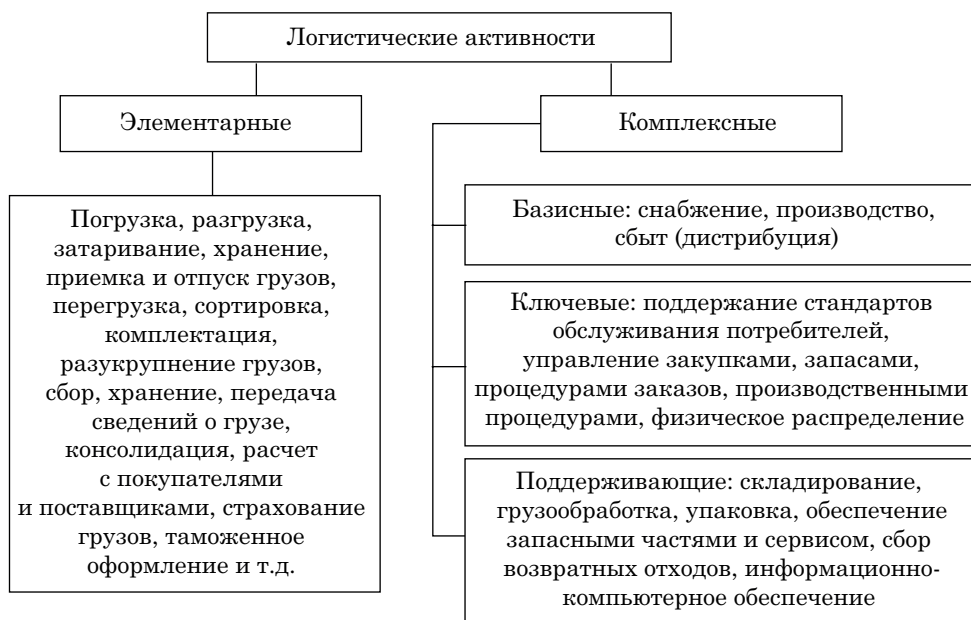 Логистические активности
Элементарные
Погрузка, разгрузка,
затаривание, хранение,
приемка и отпуск грузов,
перегрузка, сортировка,
комплектация,
разукрупнение грузов,
сбор, хранение, передача
сведений о грузе,
консолидация, расчет
с покупателями
и поставщиками, страхование
грузов, таможенное
оформление и т.д.
Комплексные
Базисные: снабжение, производство,
сбыт (дистрибуция)
Ключевые: поддержание стандартов
обслуживания потребителей,
управление закупками, запасами,
процедурами заказов, производственными
процедурами, физическое распределение
Поддерживающие: складирование,
грузообработка, упаковка, обеспечение
запасными частями и сервисом, сбор
возвратных отходов, информационно-
компьютерное обеспечение